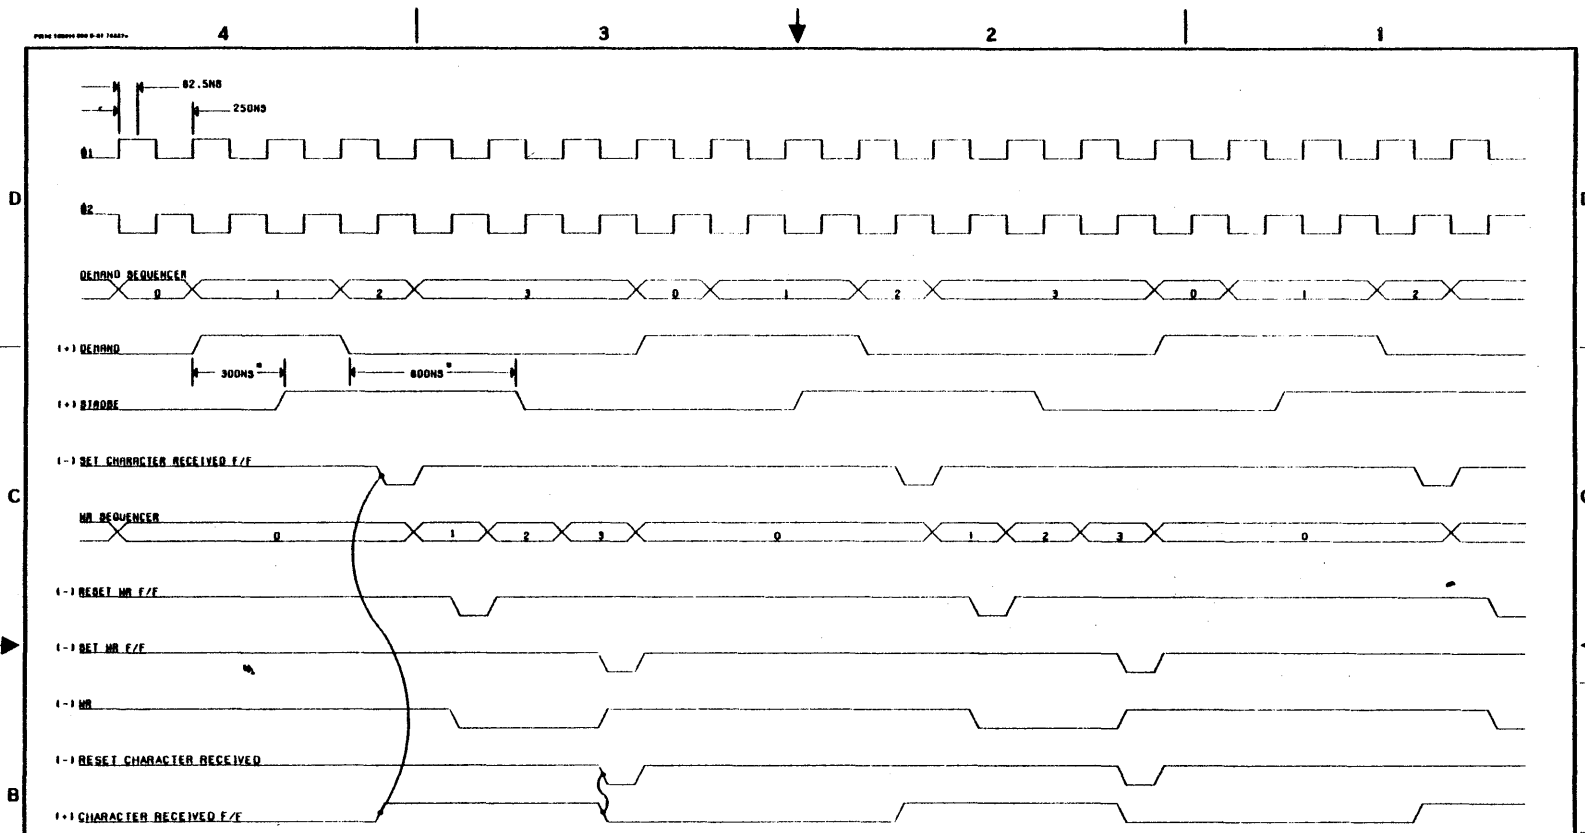 4 3 2 1
62.5NS
250NS
Ø1
D
Ø2
DEMAND SEQUENCER
0 1 2 3 0 1 2 3 0 1 2
(+) DEMAND
300NS* 600NS*
(+) STROBE
(-) SET CHARACTER RECEIVED F/F
C
WR SEQUENCER
0 1 2 3 0 1 2 3 0
(-) RESET WR F/F
(-) SET WR F/F
(-) WR
(-) RESET CHARACTER RECEIVED
B
(+) CHARACTER RECEIVED F/F